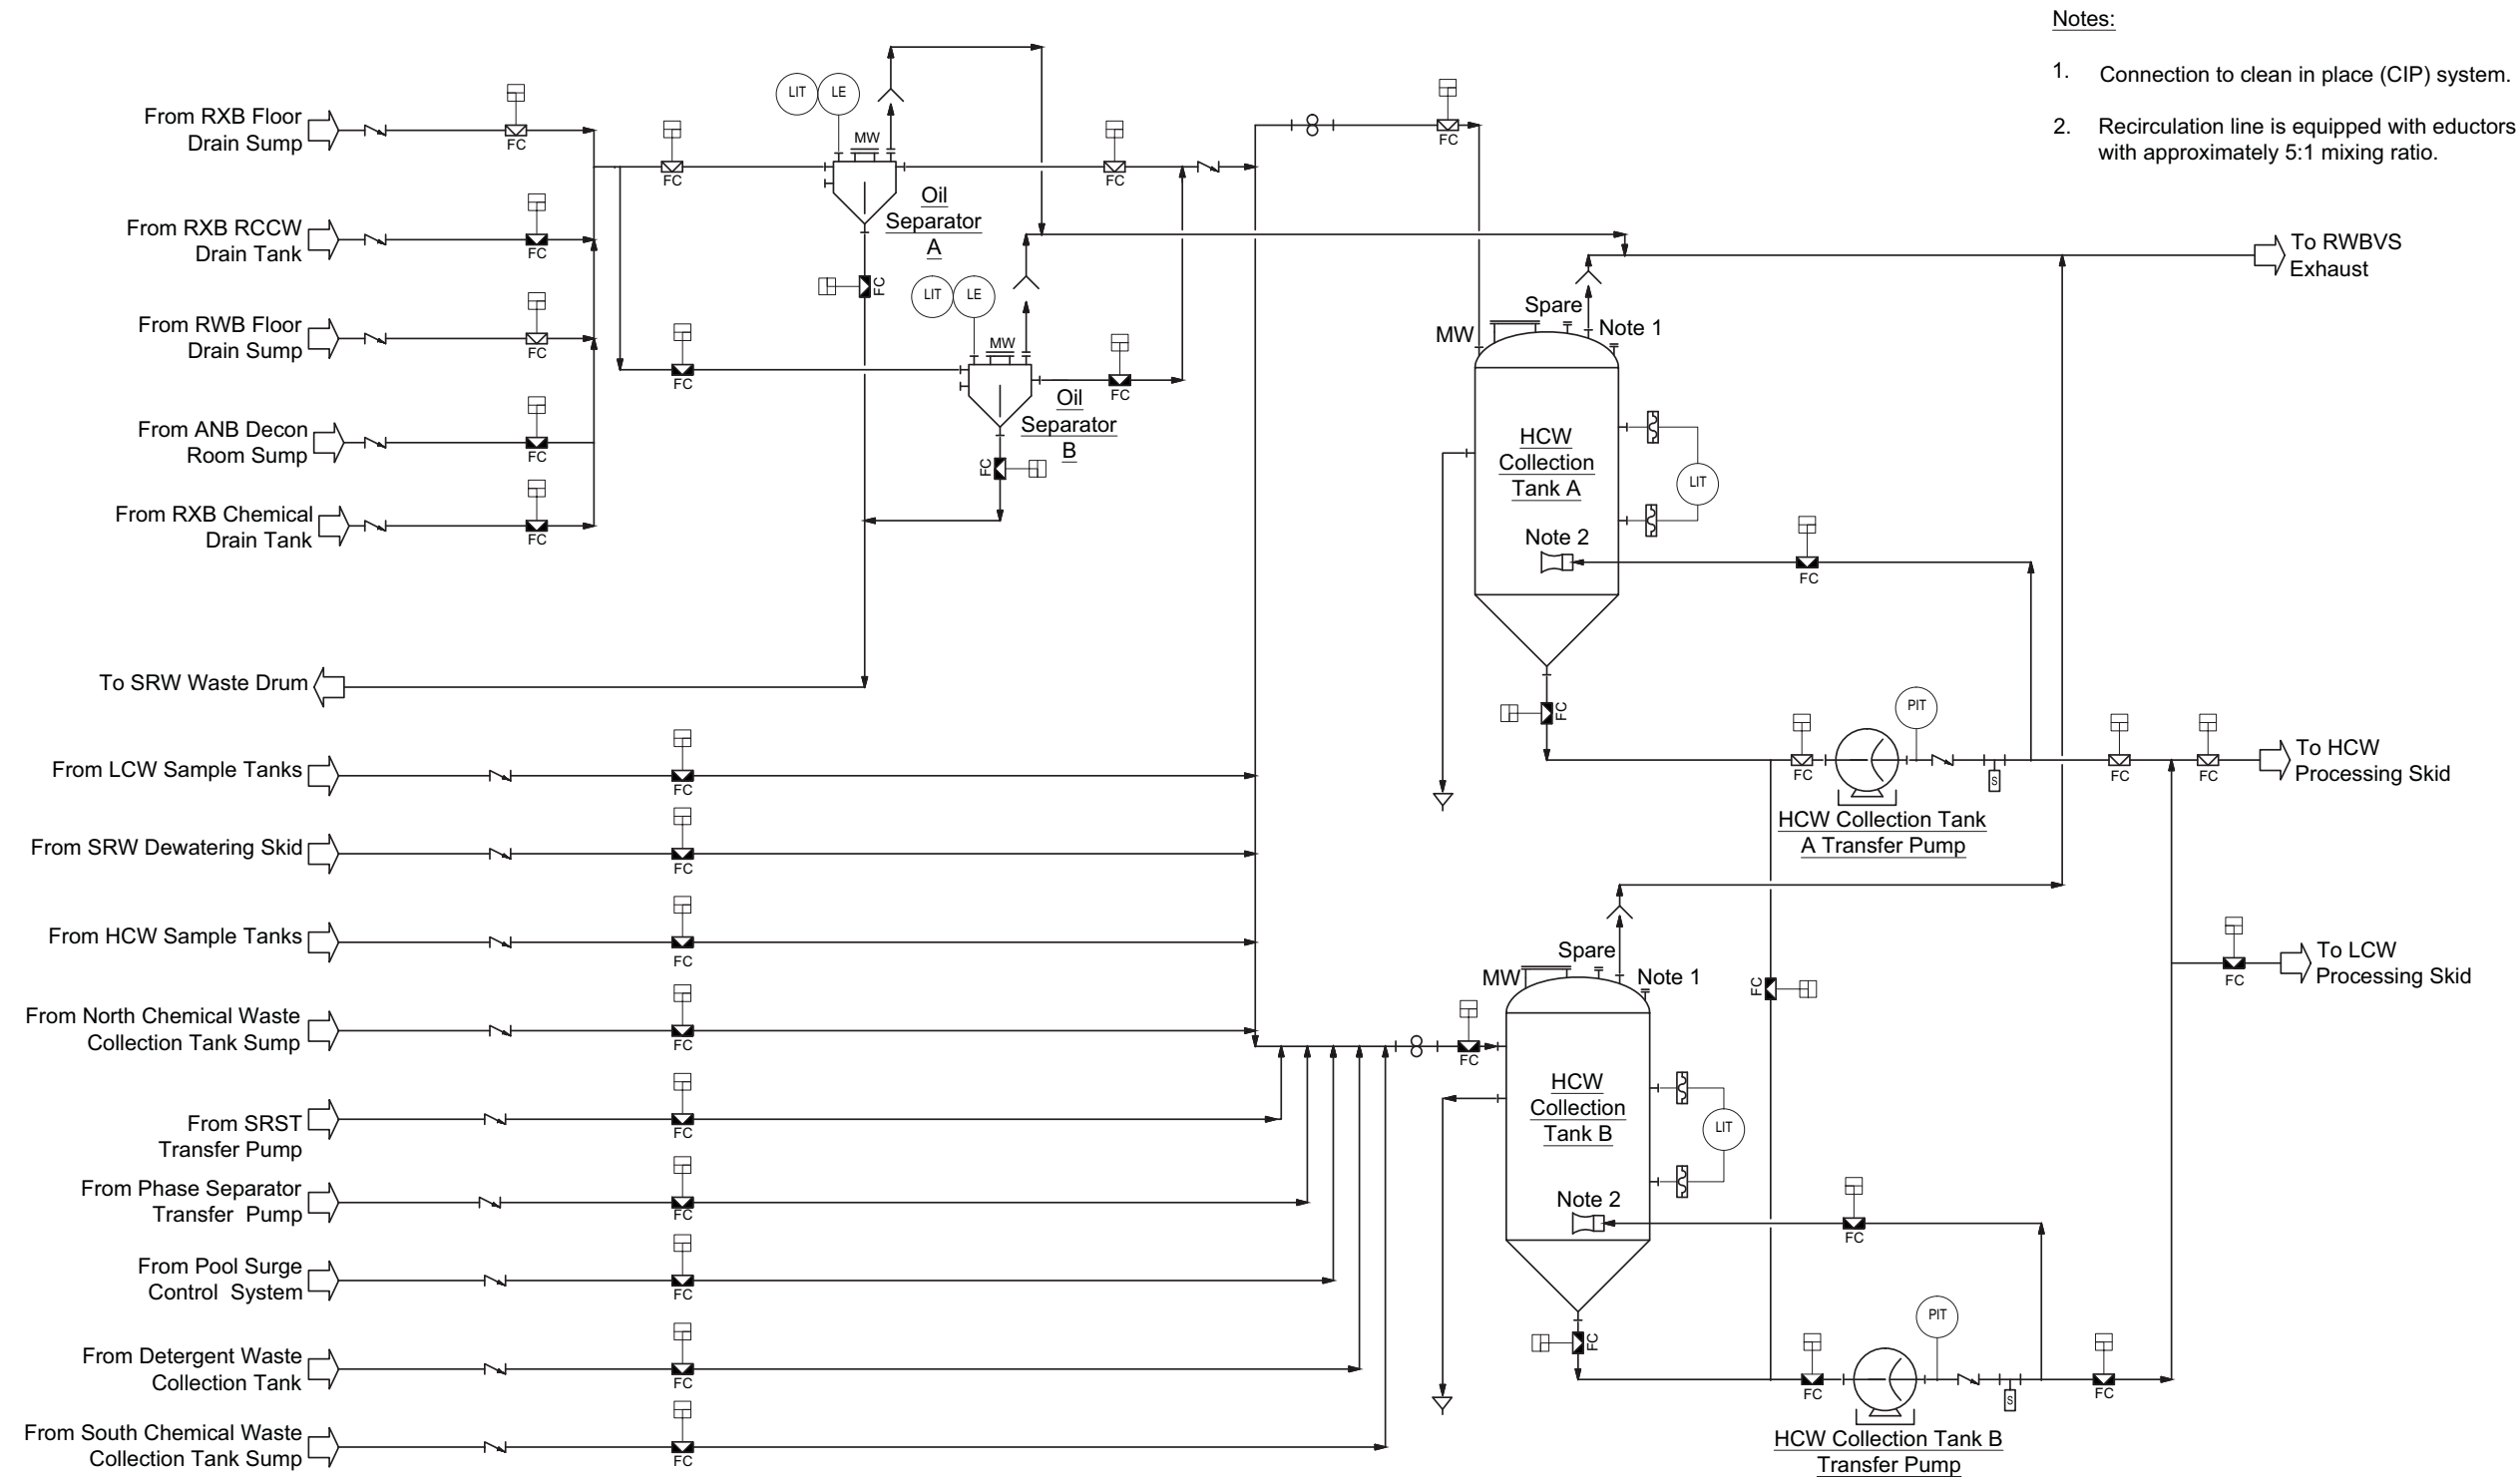 Notes:
1. Connection to clean in place (CIP) system.
2. Recirculation line is equipped with eductors
with approximately 5:1 mixing ratio.
From RXB Floor
Drain Sump
FC
FC
LIT
LE
MW
Oil
Separator
A
FC
FC
FC
From RXB RCCW
Drain Tank
FC
FC
To RWBVS
Exhaust
From RWB Floor
Drain Sump
FC
FC
LIT
LE
MW
Oil
Separator
B
FC
FC
From ANB Decon
Room Sump
FC
From RXB Chemical
Drain Tank
FC
MW
Spare
Note 1
HCW
Collection
Tank A
LIT
Note 2
FC
FC
To SRW Waste Drum
FC
PIT
S
FC
FC
To HCW
Processing Skid
HCW Collection Tank
A Transfer Pump
From LCW Sample Tanks
FC
From SRW Dewatering Skid
FC
From HCW Sample Tanks
FC
From North Chemical Waste
Collection Tank Sump
FC
FC
FC
To LCW
Processing Skid
MW
Spare
Note 1
FC
HCW
Collection
Tank B
LIT
Note 2
FC
FC
From SRST
Transfer Pump
FC
From Phase Separator
Transfer Pump
FC
From Pool Surge
Control System
FC
From Detergent Waste
Collection Tank
FC
From South Chemical Waste
Collection Tank Sump
FC
FC
PIT
S
FC
HCW Collection Tank B
Transfer Pump